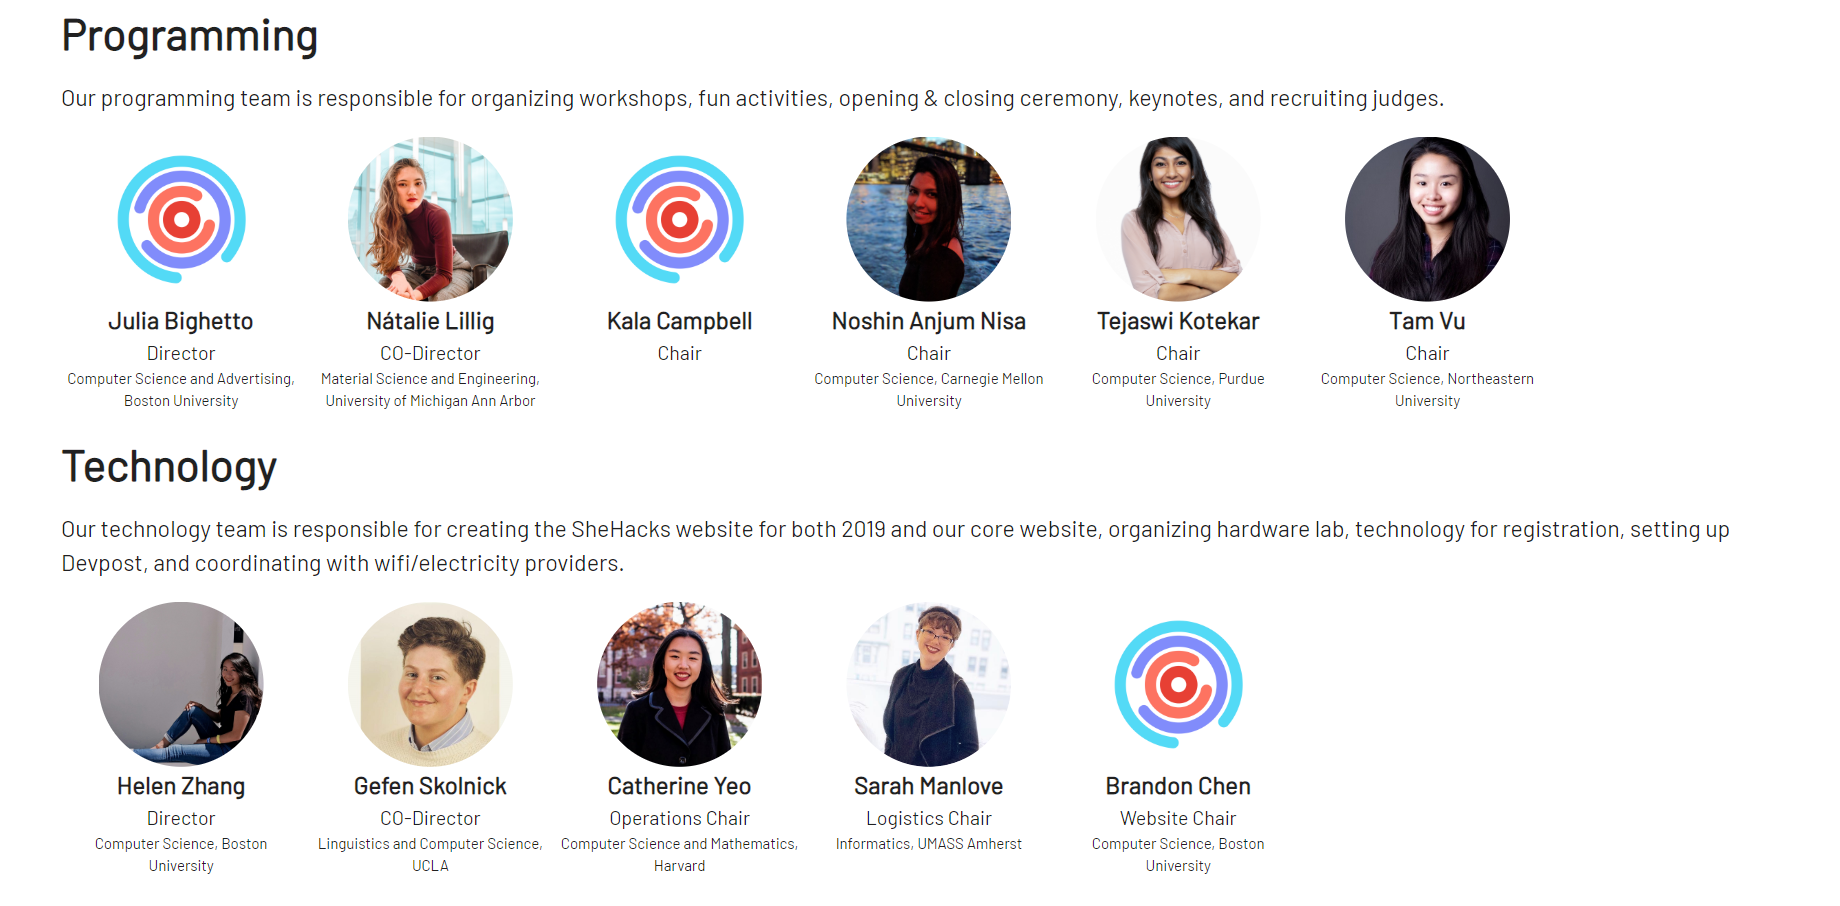 Programming
Our programming team is responsible for organizing workshops, fun activities, opening & closing ceremony, keynotes, and recruiting judges.
Julia Bighetto
Director
Computer Science and Advertising,
Boston University
Nátalie Lillig
CO-Director
Material Science and Engineering,
University of Michigan Ann Arbor
Kala Campbell
Chair
Noshin Anjum Nisa
Chair
Computer Science, Carnegie Mellon
University
Tejaswi Kotekar
Chair
Computer Science, Purdue
University
Tam Vu
Chair
Computer Science, Northeastern
University
Technology
Our technology team is responsible for creating the SheHacks website for both 2019 and our core website, organizing hardware lab, technology for registration, setting up
Devpost, and coordinating with wifi/electricity providers.
Helen Zhang
Director
Computer Science, Boston
University
Gefen Skolnick
CO-Director
Linguistics and Computer Science,
UCLA
Catherine Yeo
Operations Chair
Computer Science and Mathematics,
Harvard
Sarah Manlove
Logistics Chair
Informatics, UMASS Amherst
Brandon Chen
Website Chair
Computer Science, Boston
University